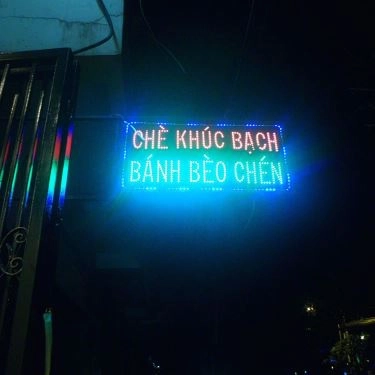 CHÈ KHÚC BẠCH
BÁNH BÈO CHÉN